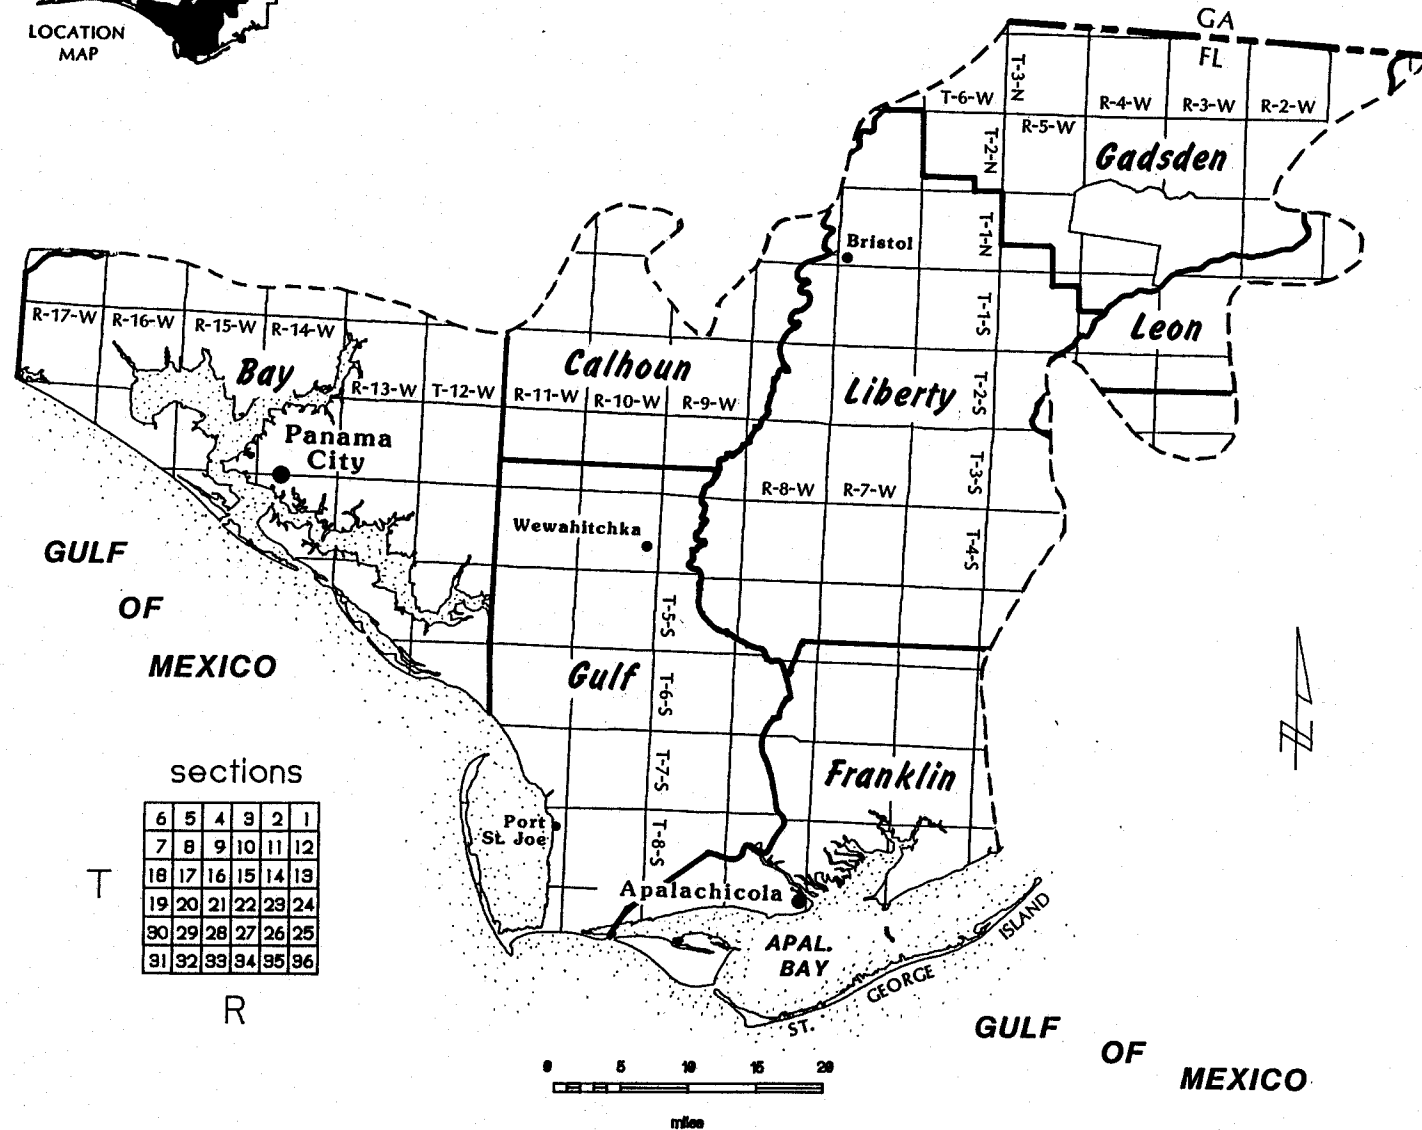 LOCATION
MAP
GA
FL
T-3-N
T-6-W
R-5-W
R-4-W
R-3-W
R-2-W
T-2-N
Gadsden
T-1-N
Bristol
R-17-W
R-16-W
R-15-W
R-14-W
T-1-S
Leon
Bay
Calhoun
Liberty
R-13-W
T-12-W
R-11-W
R-10-W
R-9-W
T-2-S
Panama
City
T-3-S
R-8-W
R-7-W
Wewahitchka
T-4-S
GULF
OF
MEXICO
T-5-S
Gulf
T-6-S
T-7-S
Franklin
sections
6 5 4 3 2 1
7 8 9 10 11 12
18 17 16 15 14 13
19 20 21 22 23 24
30 29 28 27 26 25
31 32 33 34 35 36
T
R
Port
St. Joe
T-8-S
Apalachicola
APAL.
BAY
ST.
GEORGE
ISLAND
GULF
OF
MEXICO
0 5 10 15 20
miles